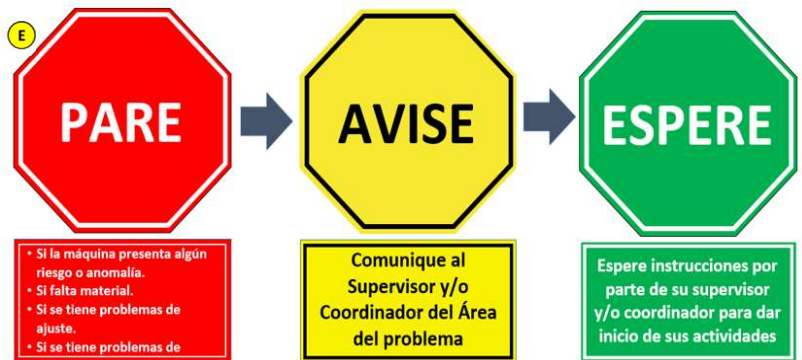 E
PARE
AVISE
ESPERE
• Si la máquina presenta algún
riesgo o anomalía.
• Si falta material.
• Si se tiene problemas de
ajuste.
• Si se tiene problemas de
Comunique al
Supervisor y/o
Coordinador del Área
del problema
Espere instrucciones por
parte de su supervisor
y/o coordinador para dar
inicio de sus actividades